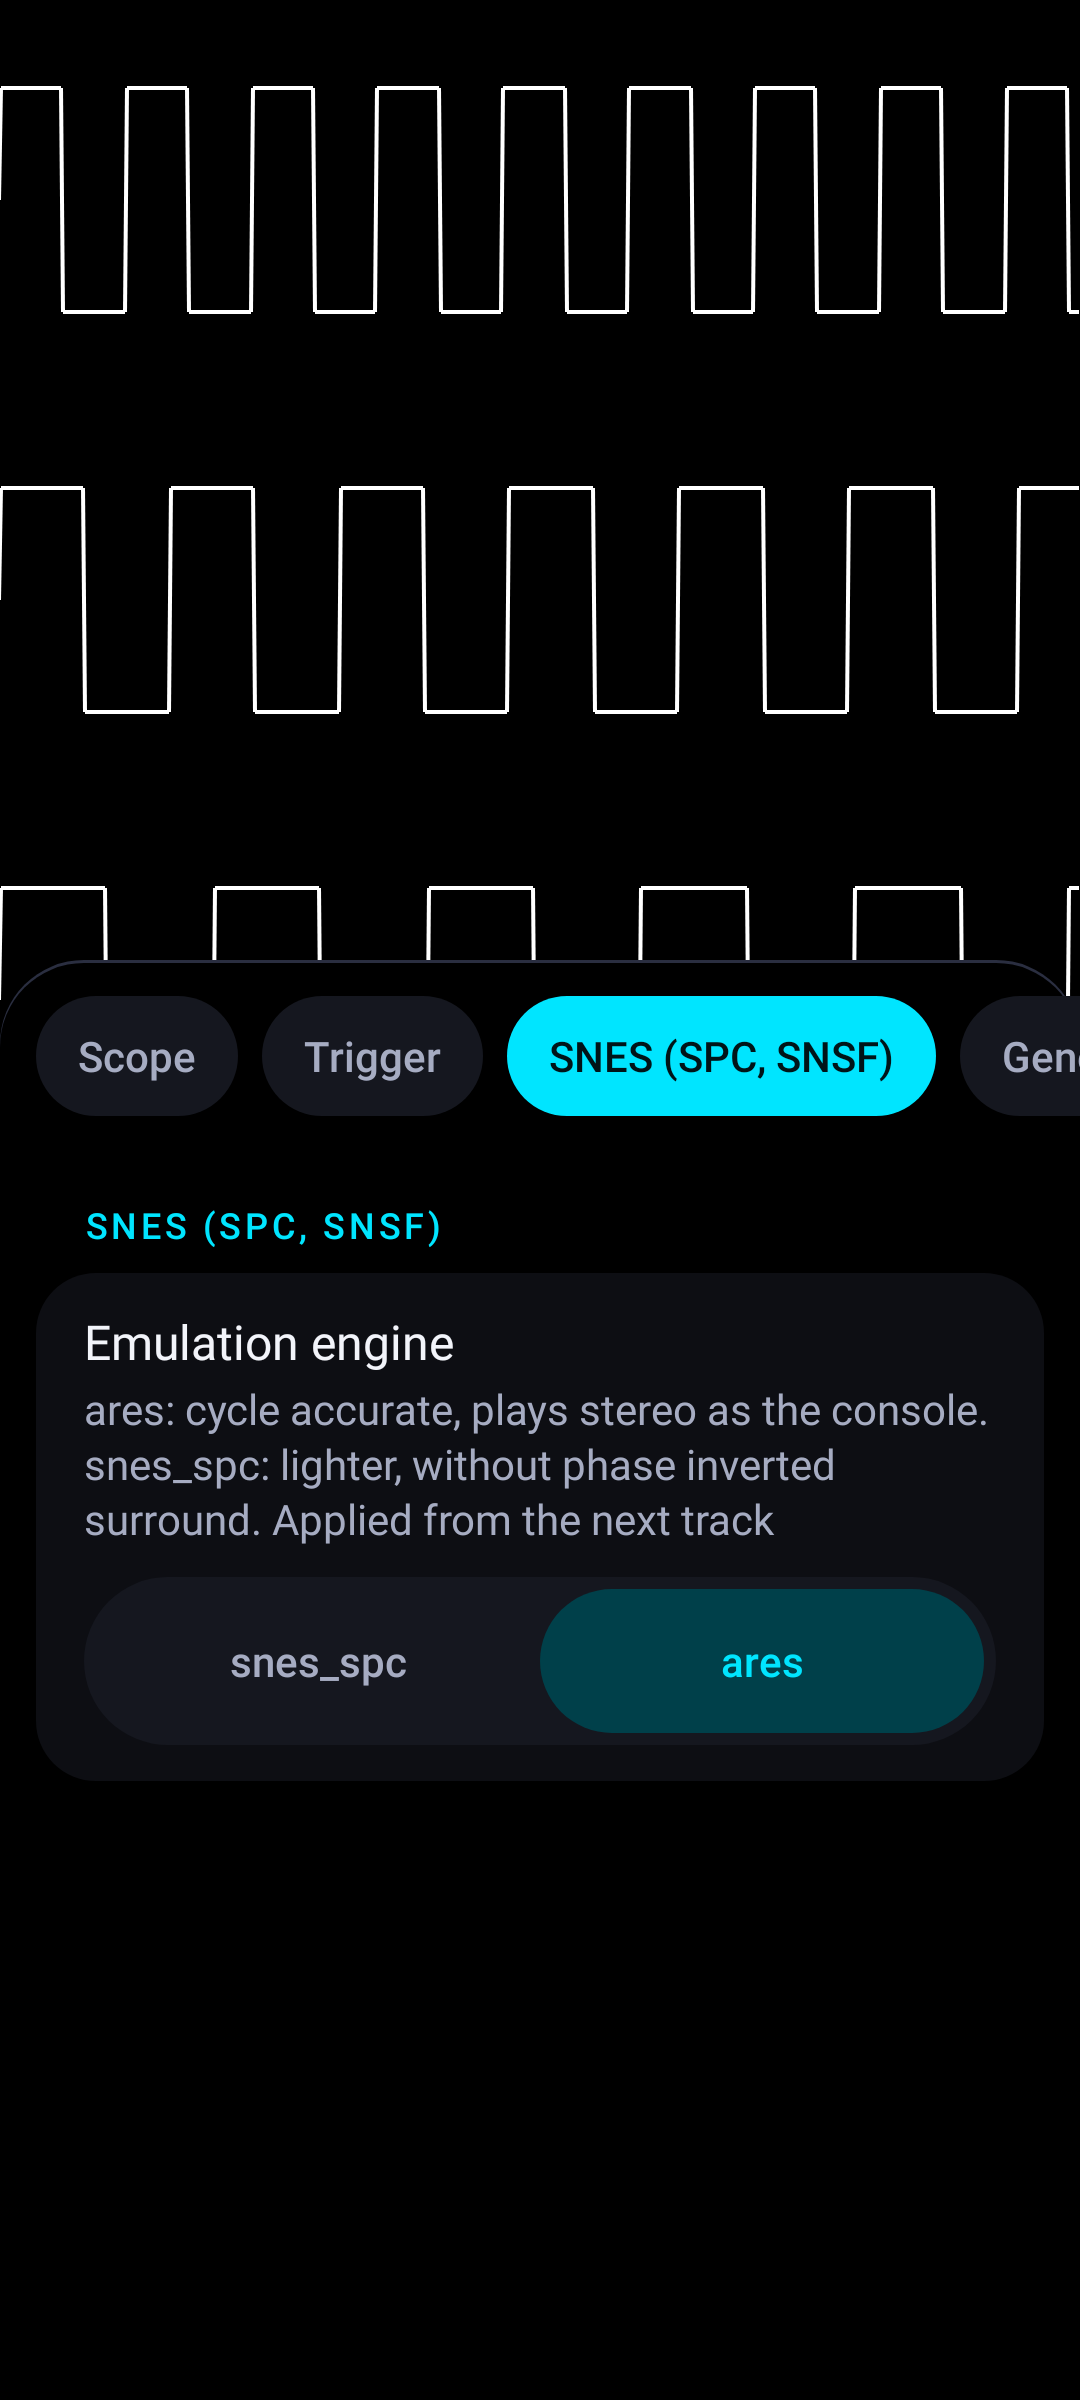 Scope
Trigger
SNES (SPC, SNSF)
SNES (SPC, SNSF)
Emulation engine
ares: cycle accurate, plays stereo as the console.
snes_spc: lighter, without phase inverted
surround. Applied from the next track
snes_spc
ares